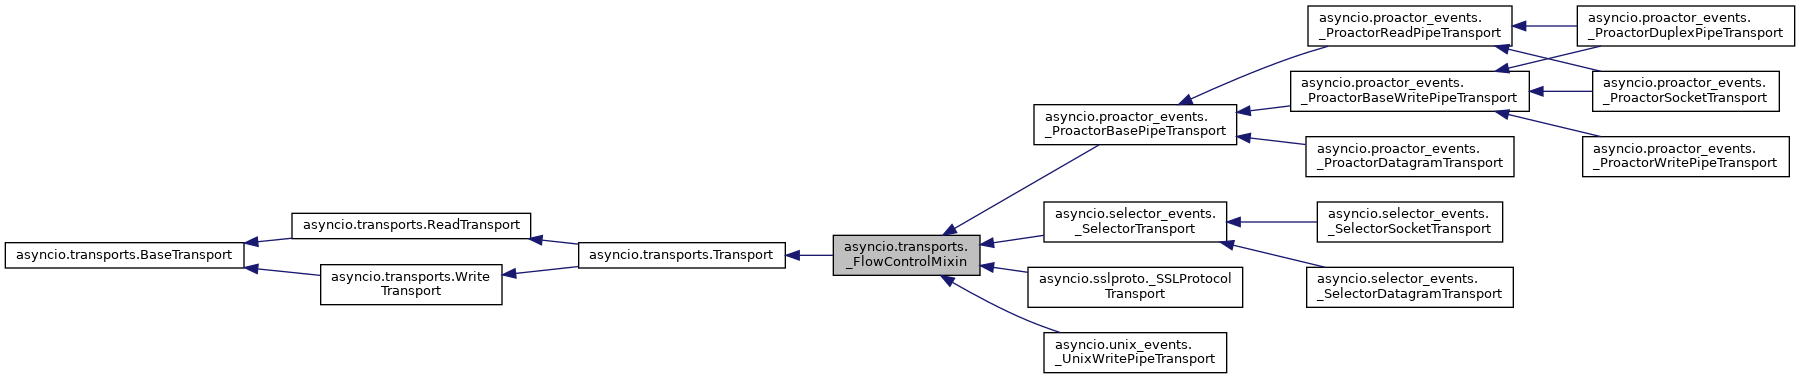 asyncio.transports.BaseTransport
asyncio.transports.ReadTransport
asyncio.transports.Write
Transport
asyncio.transports.Transport
asyncio.transports.
_FlowControlMixin
asyncio.proactor_events.
_ProactorBasePipeTransport
asyncio.selector_events.
_SelectorTransport
asyncio.sslproto._SSLProtocol
Transport
asyncio.unix_events.
_UnixWritePipeTransport
asyncio.proactor_events.
_ProactorReadPipeTransport
asyncio.proactor_events.
_ProactorBaseWritePipeTransport
asyncio.proactor_events.
_ProactorDatagramTransport
asyncio.selector_events.
_SelectorSocketTransport
asyncio.selector_events.
_SelectorDatagramTransport
asyncio.proactor_events.
_ProactorDuplexPipeTransport
asyncio.proactor_events.
_ProactorSocketTransport
asyncio.proactor_events.
_ProactorWritePipeTransport